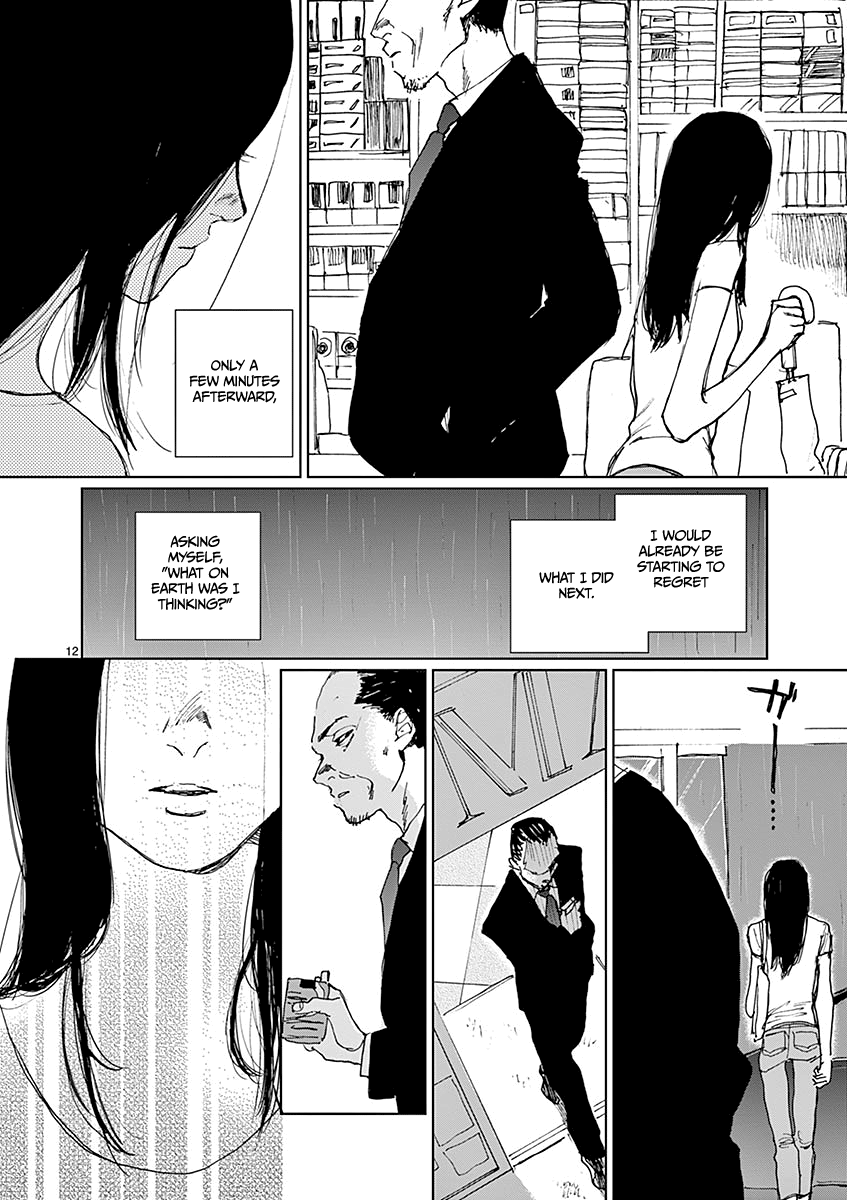 ONLY A
FEW MINUTES
AFTERWARD,
I WOULD
ALREADY BE
STARTING TO
REGRET
WHAT I DID
NEXT.
ASKING
MYSELF,
"WHAT ON
EARTH WAS I
THINKING?"
12
ガー……
M